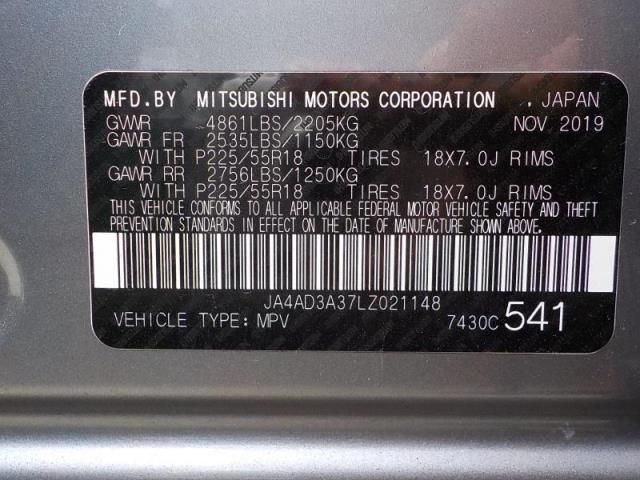 MFD.BY MITSUBISHI MOTORS CORPORATION . JAPAN
GVWR 4861LBS/2205KG NOV 2019
GAWR FR 2535LBS/1150KG
WITH P225/55R18 TIRES 18X7.0J RIMS
GAWR RR 2756LBS/1250KG
WITH P225/55R18 TIRES 18X7.0J RIMS
THIS VEHICLE CONFORMS TO ALL APPLICABLE FEDERAL MOTOR VEHICLE SAFETY AND THEFT
PREVENTION STANDARDS IN EFFECT ON THE DATE OF MANUFACTURE SHOWN ABOVE.
JA4AD3A37LZ021148
VEHICLE TYPE: MPV 7430C 541